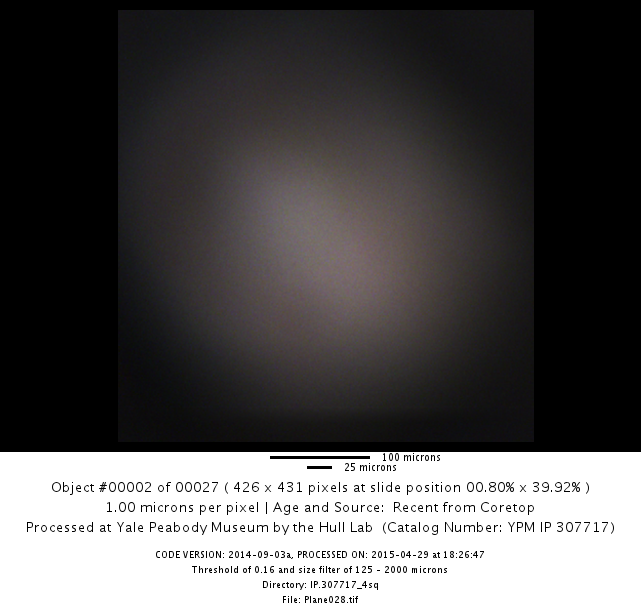 100 microns
25 microns
Object #00002 of 00027 ( 426 x 431 pixels at slide position 00.80% x 39.92% )
1.00 microns per pixel | Age and Source: Recent from Coretop
Processed at Yale Peabody Museum by the Hull Lab (Catalog Number: YPM IP 307717)
CODE VERSION: 2014-09-03a, PROCESSED ON: 2015-04-29 at 18:26:47
Threshold of 0.16 and size filter of 125 - 2000 microns
Directory: IP.307717_4sq
File: Plane028.tif